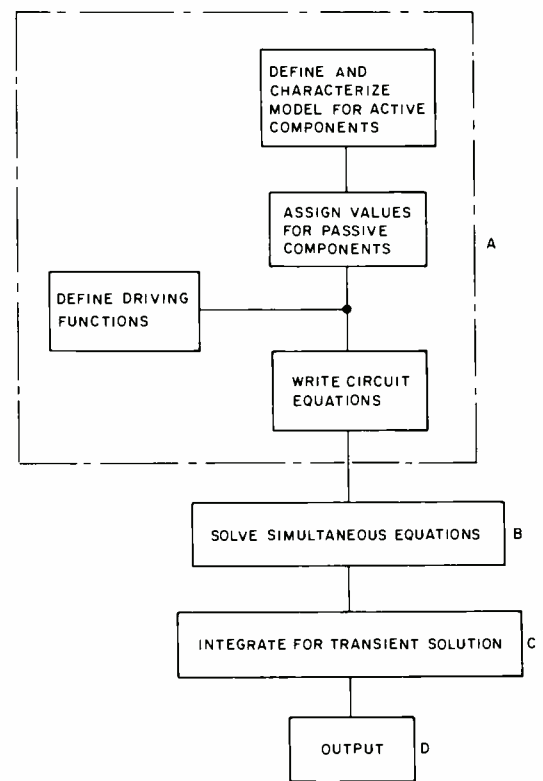 DEFINE AND
CHARACTERIZE
MODEL FOR ACTIVE
COMPONENTS
ASSIGN VALUES
FOR PASSIVE
COMPONENTS
A
DEFINE DRIVING
FUNCTIONS
WRITE CIRCUIT
EQUATIONS
SOLVE SIMULTANEOUS EQUATIONS
B
INTEGRATE FOR TRANSIENT SOLUTION
C
OUTPUT
D